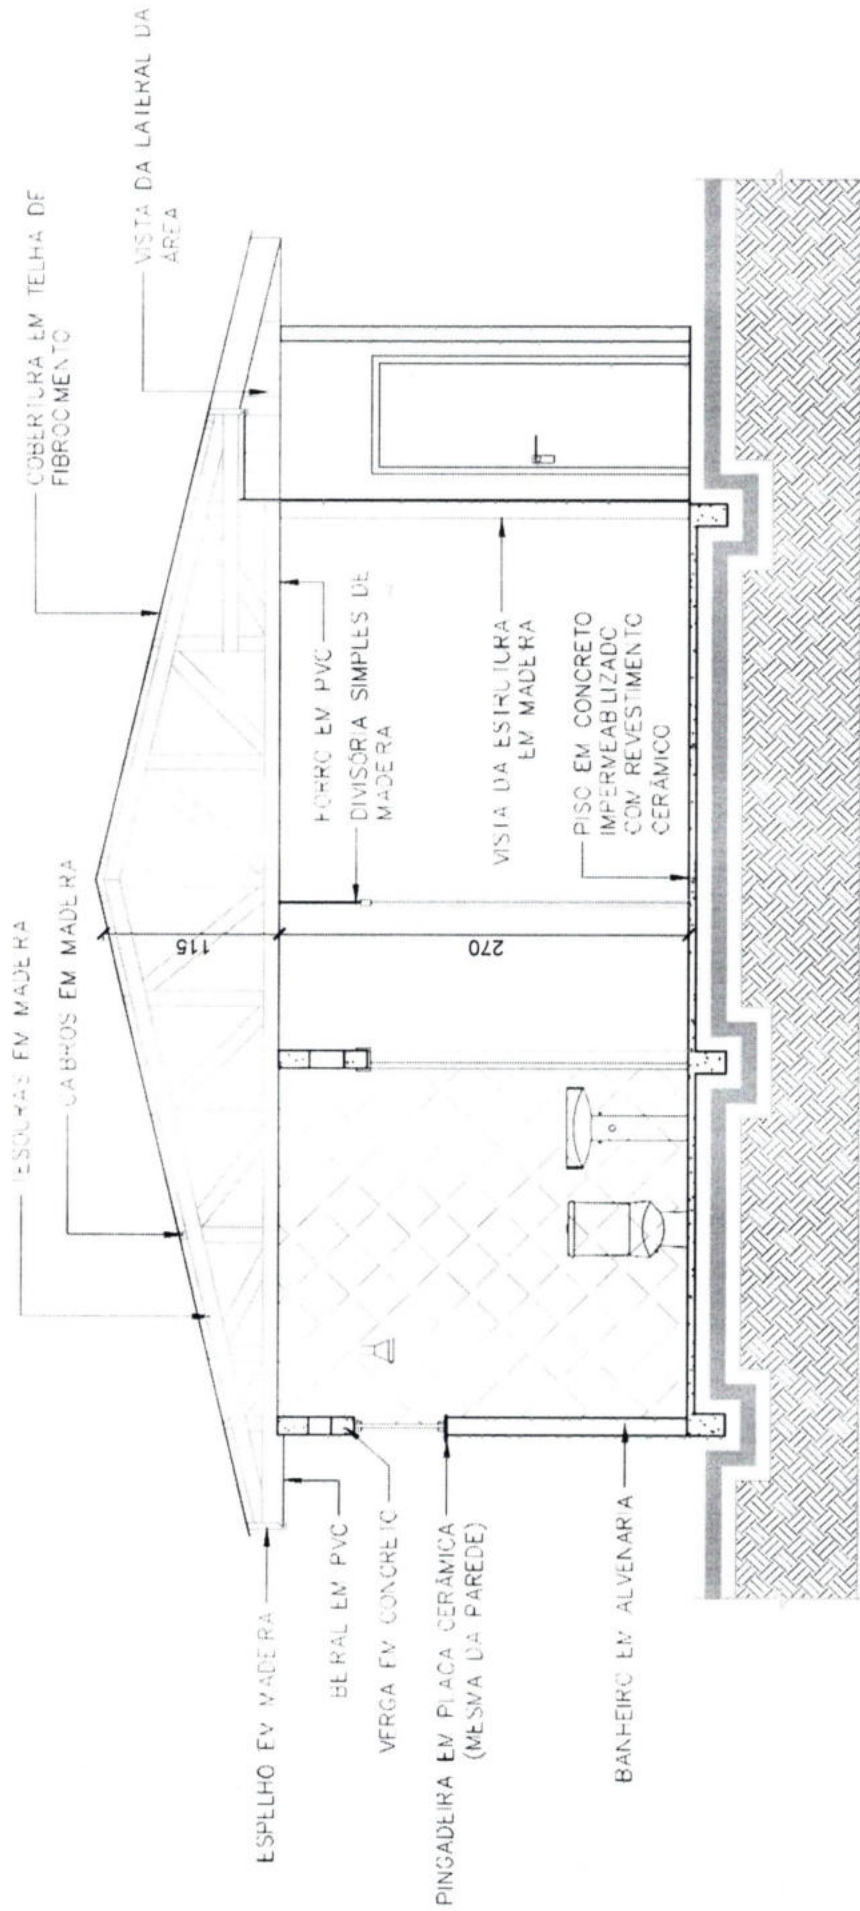 TESOURAS EM MADEIRA
CABROS EM MADEIRA
COBERTURA EM TELHA DE
FIBROCMENTO
VISTA DA LATERAL DA
ÁREA
ESPELHO EM MADEIRA
BEIRAL EM PVC
VERGA EM CONCRETO
PINGADEIRA EM PLACA CERÂMICA
(MESMA DA PAREDE)
BANHEIRO EM ALVENARIA
115
270
FORRO EM PVC
DIVISÓRIA SIMPLES DE
MADEIRA
VISTA DA ESTRUTURA
EM MADEIRA
PISO EM CONCRETO
IMPERMEABILIZADO
COM REVESTIMENTO
CERÂMICO